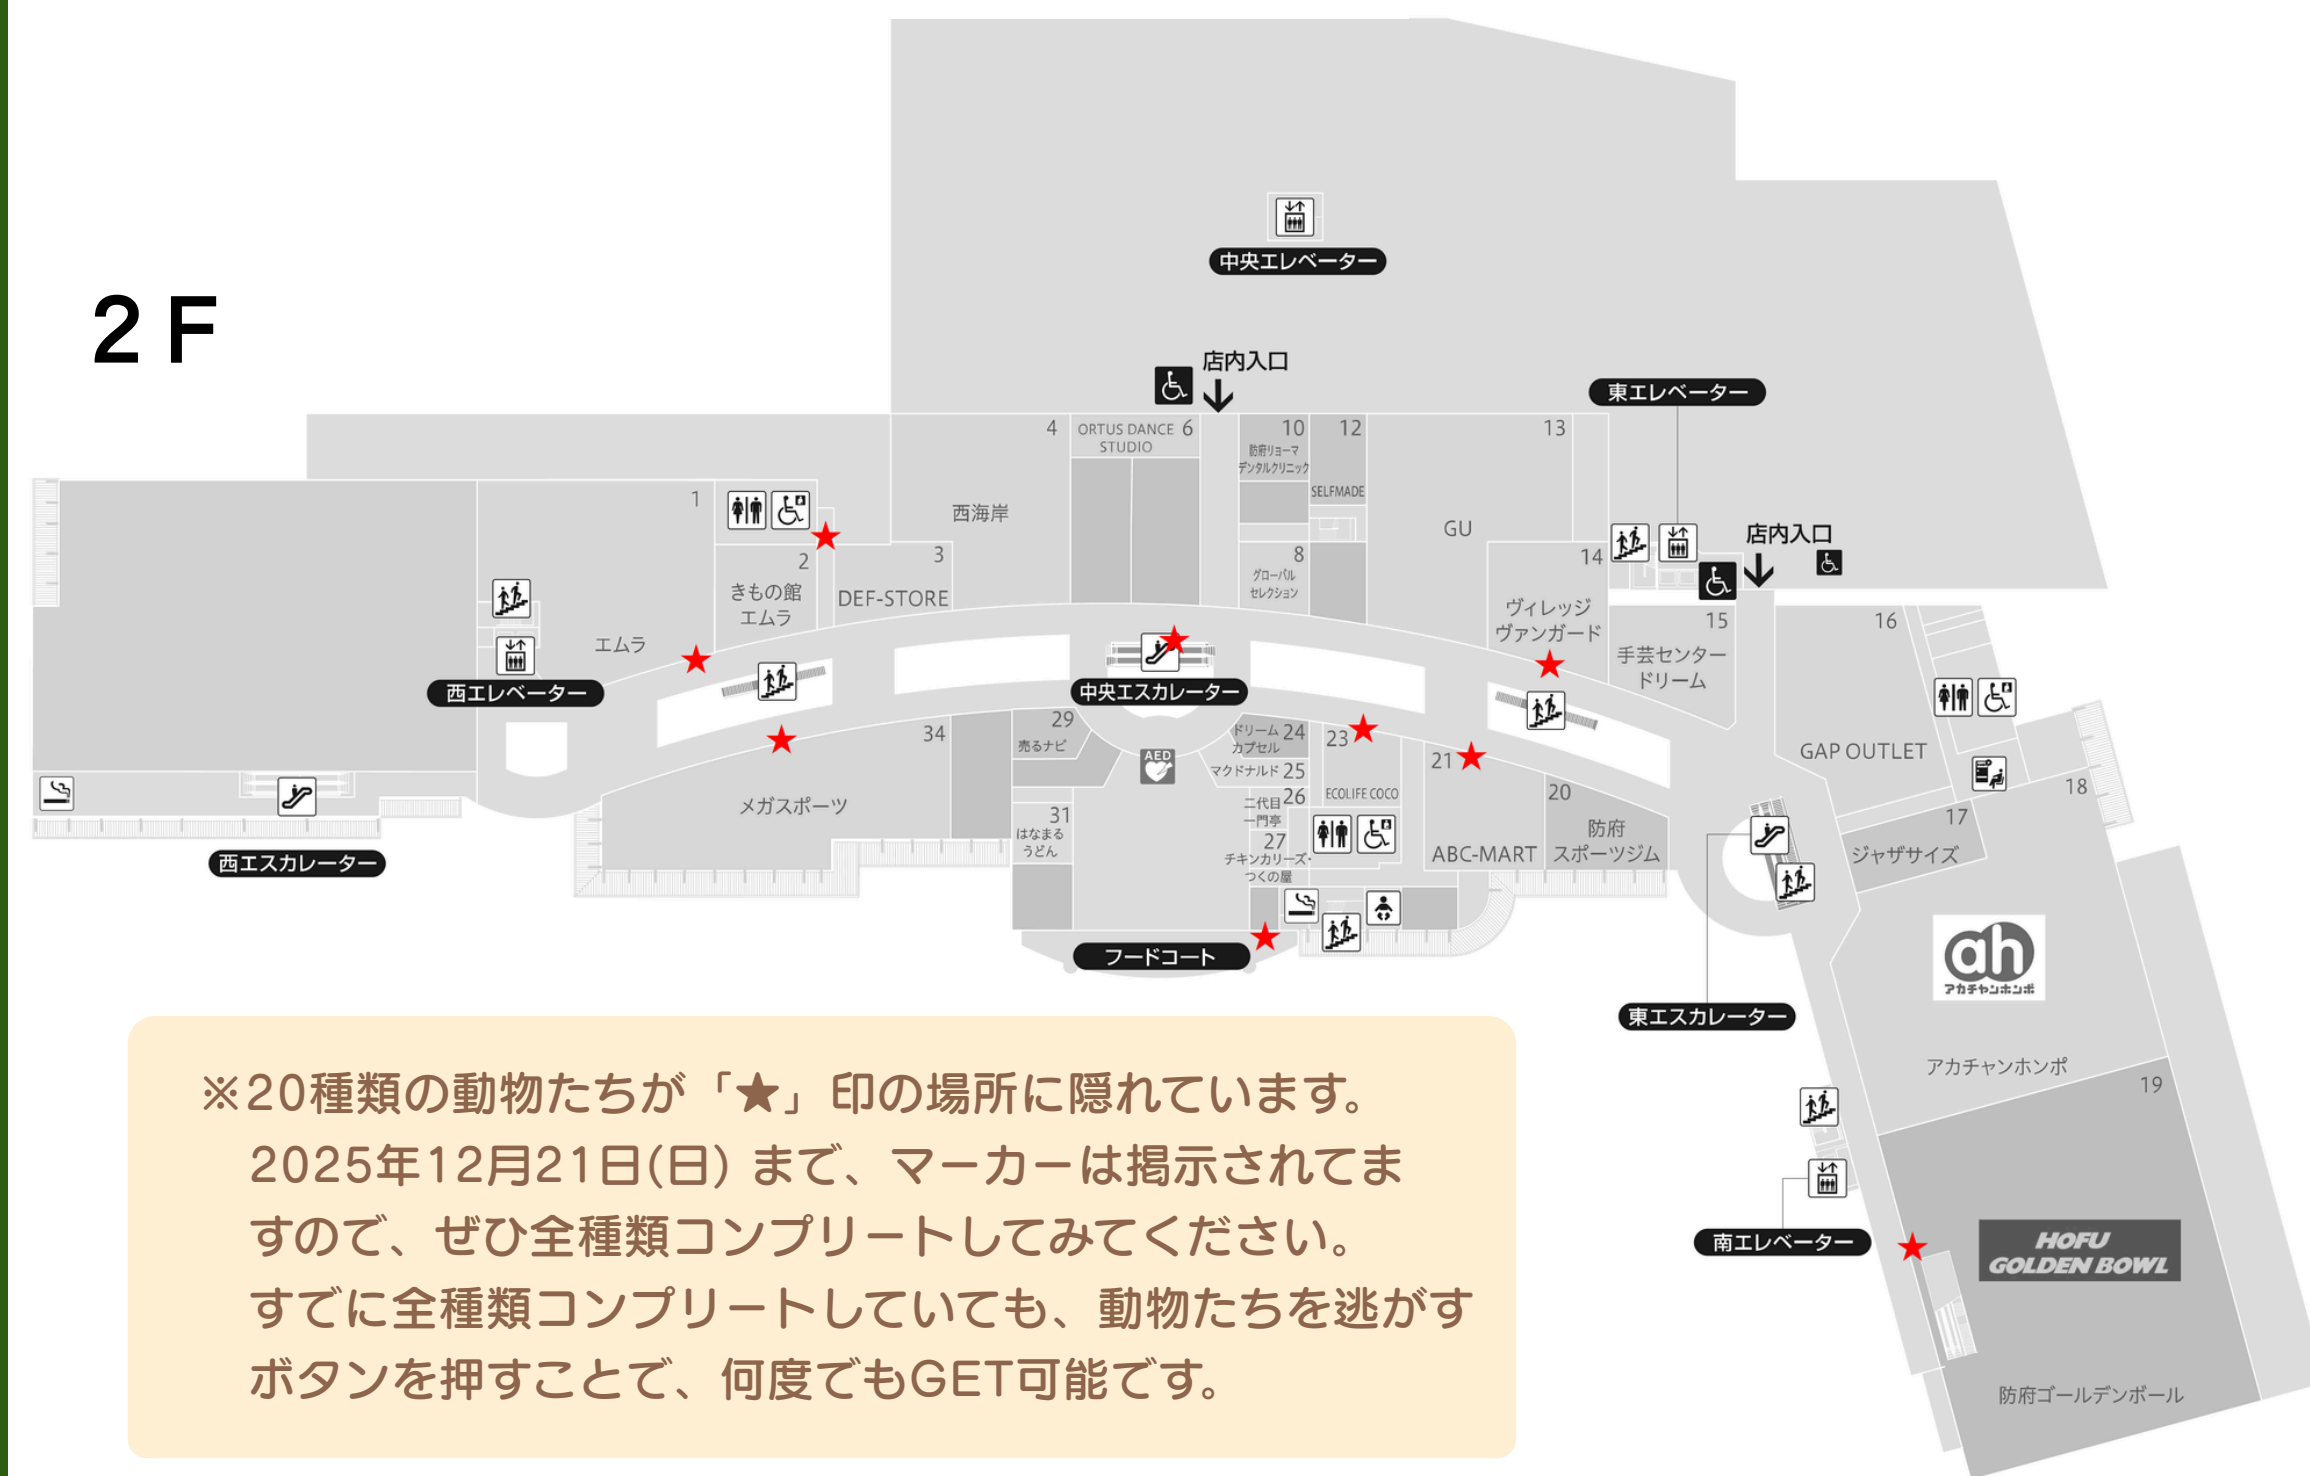 2F
中央エレベーター
店内入口
東エレベーター
4
ORTUS DANCE 6
STUDIO
10
防府リョーマ
デンタルクリニック
12
SELFMADE
13
GU
西海岸
1
エムラ
2
きもの館
エムラ
3
DEF-STORE
8
グローバル
セレクション
14
ヴィレッジ
ヴァンガード
店内入口
15
手芸センター
ドリーム
16
GAP OUTLET
西エレベーター
中央エスカレーター
34
メガスポーツ
29
売るナビ
AED
ドリーム 24
カプセル
マクドナルド 25
二代目 26
一門亭
27
チキンカリーズ・
つくの屋
23
ECOLIFE COCO
21
ABC-MART
20
防府
スポーツジム
31
はなまる
うどん
17
ジャザサイズ
18
西エスカレーター
フードコート
東エスカレーター
ah
アカチャンホンポ
アカチャンホンポ
19
南エレベーター
HOFU
GOLDEN BOWL
防府ゴールデンボール
※20種類の動物たちが「★」印の場所に隠れています。
2025年12月21日(日) まで、マーカーは掲示されてま
すので、ぜひ全種類コンプリートしてみてください。
すでに全種類コンプリートしていても、動物たちを逃がす
ボタンを押すことで、何度でもGET可能です。